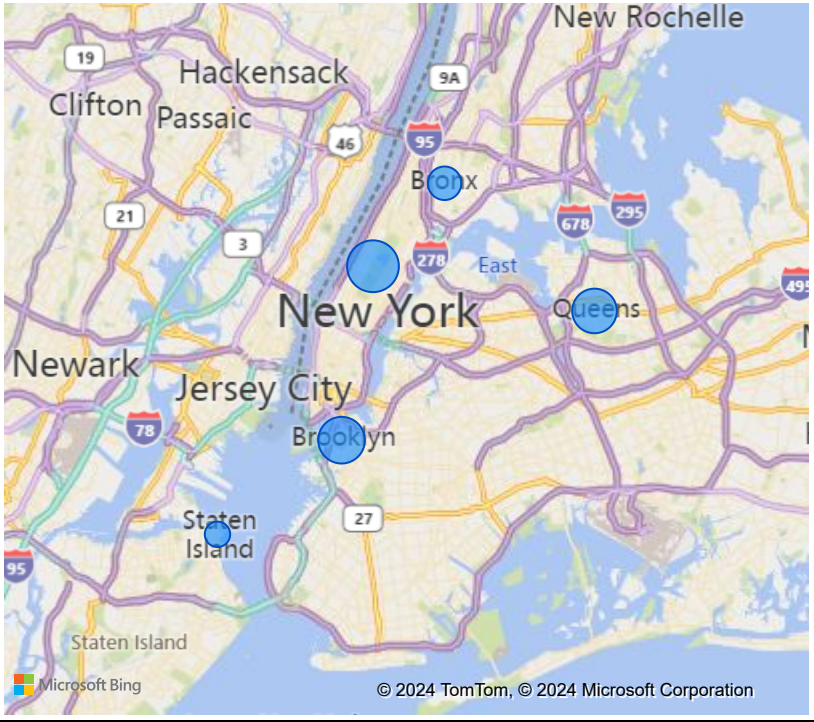 New Rochelle
19
Hackensack
9A
Clifton
Passaic
46
95
Bronx
21
678
295
3
278
East
495
New York
Queens
Newark
Jersey City
78
Brooklyn
27
Staten
Island
95
Staten Island
Microsoft Bing
© 2024 TomTom, © 2024 Microsoft Corporation